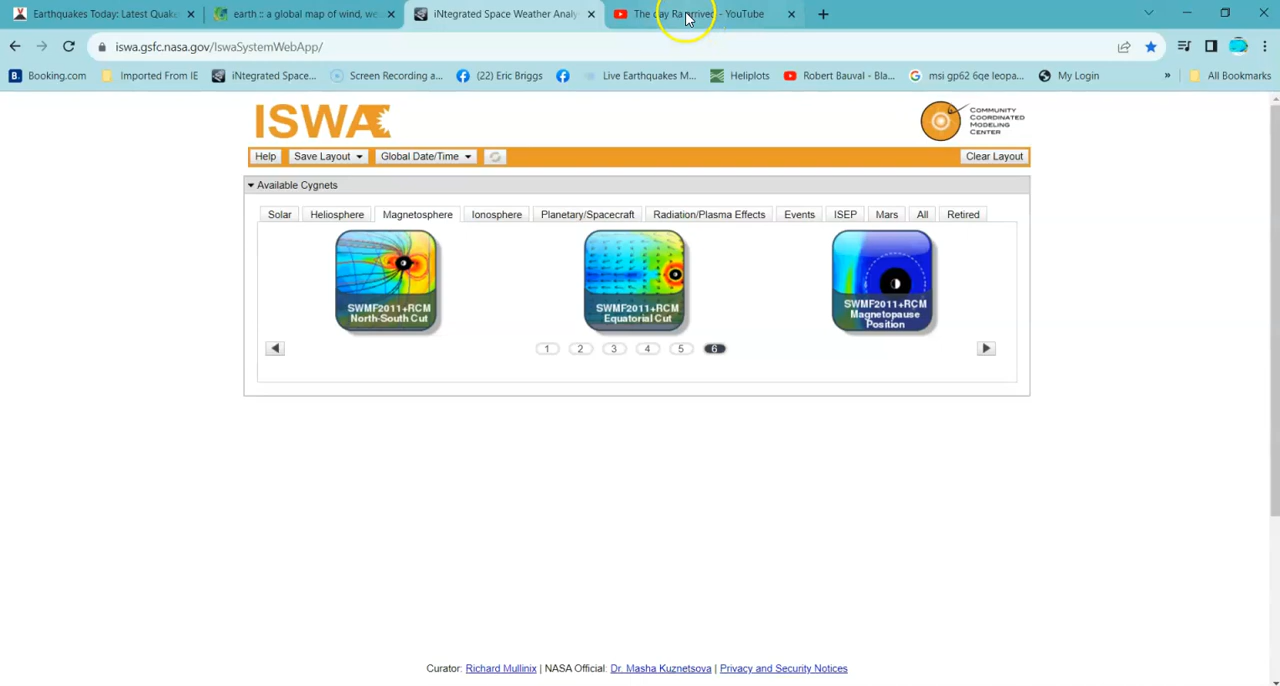 Earthquakes Today: Latest Quak
earth :: a global map of wind, we
iNtegrated Space Weather Analy
The day Ra arrived - YouTube
iswa.gsfc.nasa.gov/IswaSystemWebApp/
Booking.com
Imported From IE
iNtegrated Space...
Screen Recording a...
(22) Eric Briggs
Live Earthquakes M...
Heliplots
Robert Bauval - Bla...
msi gp62 6qe leopa...
My Login
»
All Bookmarks
ISWA
COMMUNITY
COORDINATED
MODELING
CENTER
Help
Save Layout
Global Date/Time
Clear Layout
Available Cygnets
Solar
Heliosphere
Magnetosphere
Ionosphere
Planetary/Spacecraft
Radiation/Plasma Effects
Events
ISEP
Mars
All
Retired
SWMF2011+RCM
North-South Cut
SWMF2011+RCM
Equatorial Cut
SWMF2011+RCM
Magnetopause
Position
1 2 3 4 5 6
Curator: Richard Mullinix | NASA Official: Dr. Masha Kuznetsova | Privacy and Security Notices